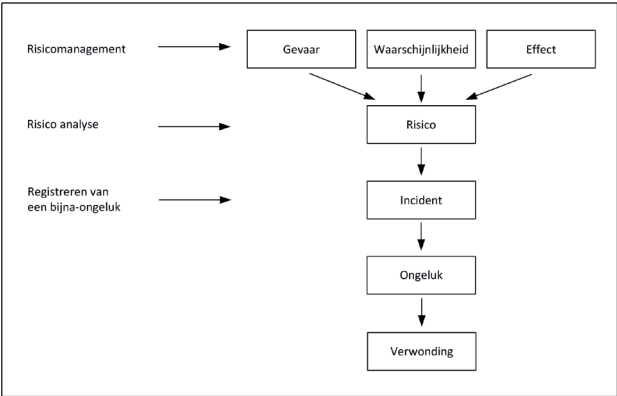 Risicomanagement
Gevaar
Waarschijnlijkheid
Effect
Risico analyse
Risico
Registreren van
een bijna-ongeluk
Incident
Ongeluk
Verwonding